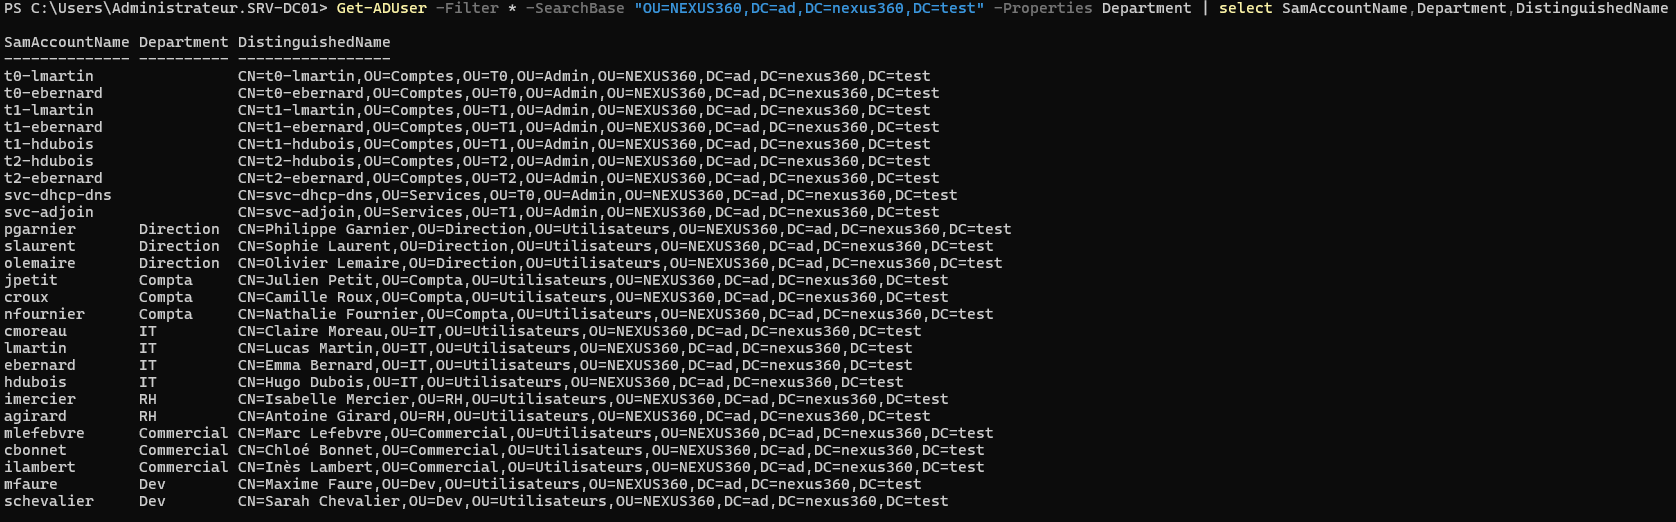 PS C:\Users\Administrateur.SRV-DC01> Get-ADUser -Filter * -SearchBase "OU=NEXUS360,DC=ad,DC=nexus360,DC=test" -Properties Department | select SamAccountName,Department,DistinguishedName
SamAccountName Department DistinguishedName
-------------- ---------- -----------------
t0-lmartin                CN=t0-lmartin,OU=Comptes,OU=T0,OU=Admin,OU=NEXUS360,DC=ad,DC=nexus360,DC=test
t0-ebernard               CN=t0-ebernard,OU=Comptes,OU=T0,OU=Admin,OU=NEXUS360,DC=ad,DC=nexus360,DC=test
t1-lmartin                CN=t1-lmartin,OU=Comptes,OU=T1,OU=Admin,OU=NEXUS360,DC=ad,DC=nexus360,DC=test
t1-ebernard               CN=t1-ebernard,OU=Comptes,OU=T1,OU=Admin,OU=NEXUS360,DC=ad,DC=nexus360,DC=test
t1-hdubois                CN=t1-hdubois,OU=Comptes,OU=T1,OU=Admin,OU=NEXUS360,DC=ad,DC=nexus360,DC=test
t2-hdubois                CN=t2-hdubois,OU=Comptes,OU=T2,OU=Admin,OU=NEXUS360,DC=ad,DC=nexus360,DC=test
t2-ebernard               CN=t2-ebernard,OU=Comptes,OU=T2,OU=Admin,OU=NEXUS360,DC=ad,DC=nexus360,DC=test
svc-dhcp-dns              CN=svc-dhcp-dns,OU=Services,OU=T0,OU=Admin,OU=NEXUS360,DC=ad,DC=nexus360,DC=test
svc-adjoin                CN=svc-adjoin,OU=Services,OU=T1,OU=Admin,OU=NEXUS360,DC=ad,DC=nexus360,DC=test
pgarnier       Direction  CN=Philippe Garnier,OU=Direction,OU=Utilisateurs,OU=NEXUS360,DC=ad,DC=nexus360,DC=test
slaurent       Direction  CN=Sophie Laurent,OU=Direction,OU=Utilisateurs,OU=NEXUS360,DC=ad,DC=nexus360,DC=test
olemaire       Direction  CN=Olivier Lemaire,OU=Direction,OU=Utilisateurs,OU=NEXUS360,DC=ad,DC=nexus360,DC=test
jpetit         Compta     CN=Julien Petit,OU=Compta,OU=Utilisateurs,OU=NEXUS360,DC=ad,DC=nexus360,DC=test
croux          Compta     CN=Camille Roux,OU=Compta,OU=Utilisateurs,OU=NEXUS360,DC=ad,DC=nexus360,DC=test
nfournier      Compta     CN=Nathalie Fournier,OU=Compta,OU=Utilisateurs,OU=NEXUS360,DC=ad,DC=nexus360,DC=test
cmoreau        IT         CN=Claire Moreau,OU=IT,OU=Utilisateurs,OU=NEXUS360,DC=ad,DC=nexus360,DC=test
lmartin        IT         CN=Lucas Martin,OU=IT,OU=Utilisateurs,OU=NEXUS360,DC=ad,DC=nexus360,DC=test
ebernard       IT         CN=Emma Bernard,OU=IT,OU=Utilisateurs,OU=NEXUS360,DC=ad,DC=nexus360,DC=test
hdubois        IT         CN=Hugo Dubois,OU=IT,OU=Utilisateurs,OU=NEXUS360,DC=ad,DC=nexus360,DC=test
imercier       RH         CN=Isabelle Mercier,OU=RH,OU=Utilisateurs,OU=NEXUS360,DC=ad,DC=nexus360,DC=test
agirard        RH         CN=Antoine Girard,OU=RH,OU=Utilisateurs,OU=NEXUS360,DC=ad,DC=nexus360,DC=test
mlefebvre      Commercial CN=Marc Lefebvre,OU=Commercial,OU=Utilisateurs,OU=NEXUS360,DC=ad,DC=nexus360,DC=test
cbonnet        Commercial CN=Chloé Bonnet,OU=Commercial,OU=Utilisateurs,OU=NEXUS360,DC=ad,DC=nexus360,DC=test
ilambert       Commercial CN=Inès Lambert,OU=Commercial,OU=Utilisateurs,OU=NEXUS360,DC=ad,DC=nexus360,DC=test
mfaure         Dev        CN=Maxime Faure,OU=Dev,OU=Utilisateurs,OU=NEXUS360,DC=ad,DC=nexus360,DC=test
schevalier     Dev        CN=Sarah Chevalier,OU=Dev,OU=Utilisateurs,OU=NEXUS360,DC=ad,DC=nexus360,DC=test